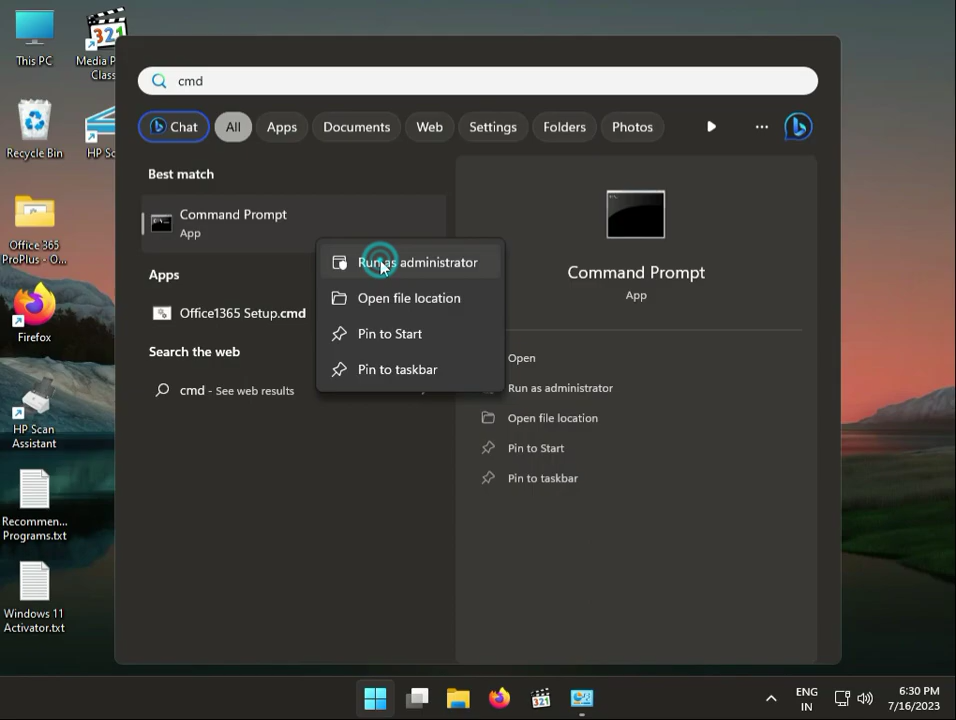 This PC
Media P
Class
cmd
Chat
All
Apps
Documents
Web
Settings
Folders
Photos
Recycle Bin
HP Sc
Best match
Command Prompt
App
Run as administrator
Open file location
Pin to Start
Pin to taskbar
Apps
Office1365 Setup.cmd
Search the web
cmd - See web results
Command Prompt
App
Open
Run as administrator
Open file location
Pin to Start
Pin to taskbar
Office 365
ProPlus - O...
Firefox
HP Scan
Assistant
Recommen...
Programs.txt
Windows 11
Activator.txt
321
ENG
IN
6:30 PM
7/16/2023